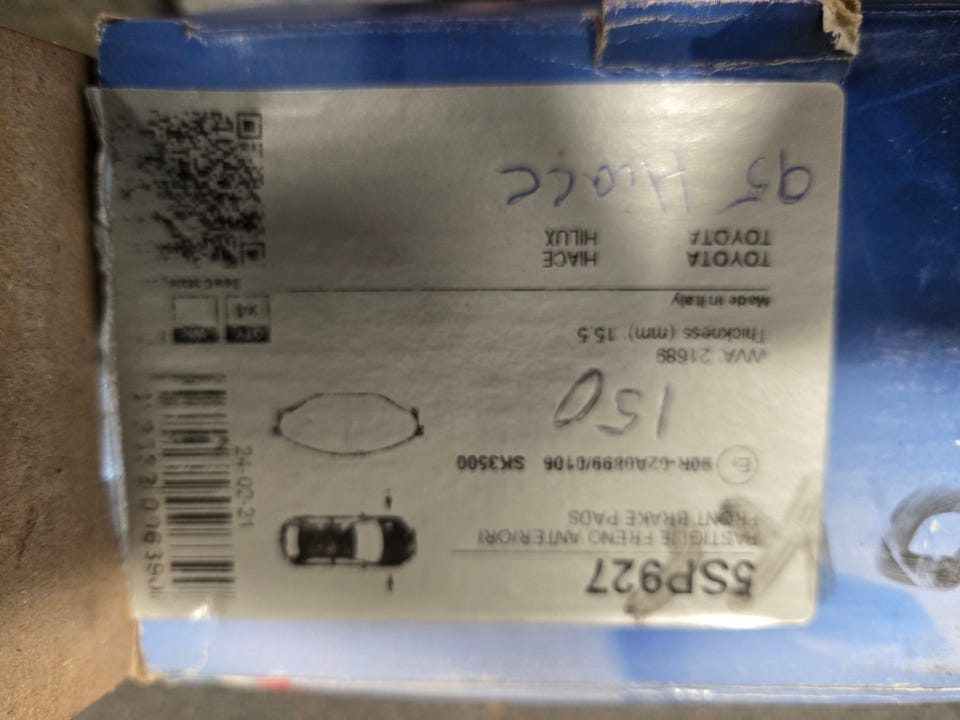 5SP927
PASTIGLIE FRENO ANTERIORI
FRONT BRAKE PADS
90R-02A0899/0106 SK3500
150
24-02-21
WVA: 21689
Thickness (mm): 15.5
Made in Italy
QTY.
x4
TOYOTA HIACE
TOYOTA HILUX
95 Hiace